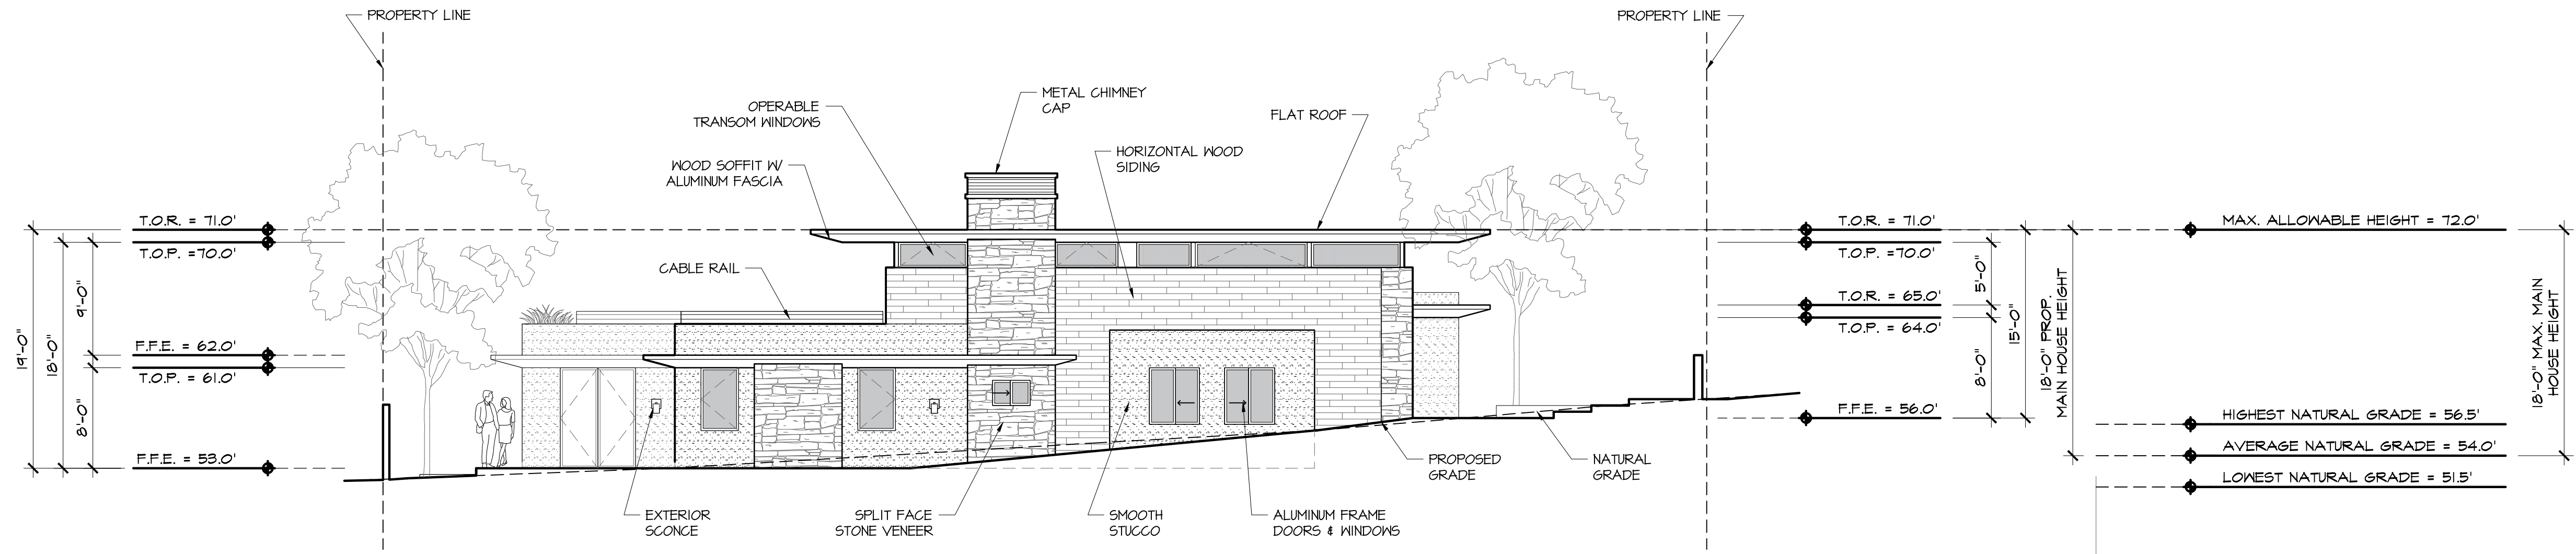 PROPERTY LINE
PROPERTY LINE
METAL CHIMNEY
CAP
OPERABLE
TRANSOM WINDOWS
FLAT ROOF
HORIZONTAL WOOD
SIDING
WOOD SOFFIT W/
ALUMINUM FASCIA
CABLE RAIL
T.O.R. = 71.0'
T.O.P. =70.0'
F.F.E. = 62.0'
T.O.P. = 61.0'
F.F.E. = 53.0'
19'-0"
18'-0"
9'-0"
8'-0"
T.O.R. = 71.0'
T.O.P. =70.0'
T.O.R. = 65.0'
T.O.P. = 64.0'
F.F.E. = 56.0'
5'-0"
8'-0"
15'-0"
18'-0" PROP.
MAIN HOUSE HEIGHT
MAX. ALLOWABLE HEIGHT = 72.0'
HIGHEST NATURAL GRADE = 56.5'
AVERAGE NATURAL GRADE = 54.0'
LOWEST NATURAL GRADE = 51.5'
18'-0" MAX. MAIN
HOUSE HEIGHT
EXTERIOR
SCONCE
SPLIT FACE
STONE VENEER
SMOOTH
STUCCO
ALUMINUM FRAME
DOORS & WINDOWS
PROPOSED
GRADE
NATURAL
GRADE